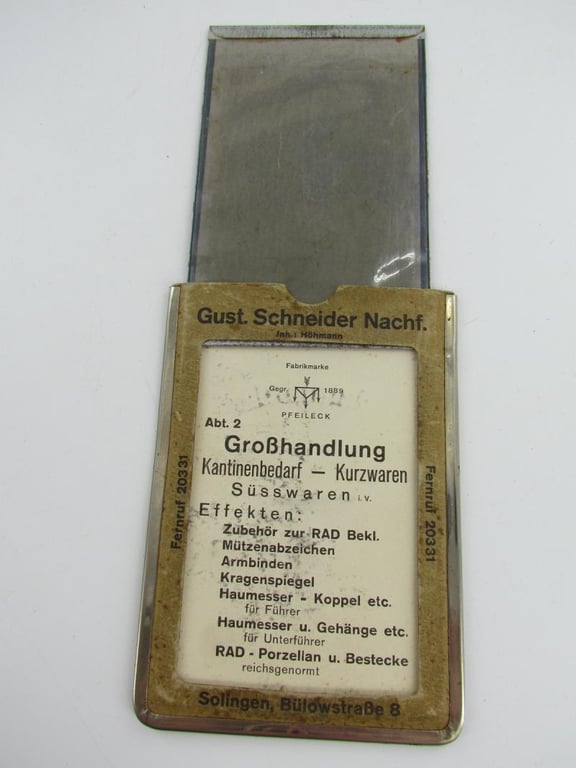 Gust. Schneider Nachf.
Inh.: Höhmann
Fabrikmarke
Gegr. 1889
PFEILECK
Abt. 2
Großhandlung
Kantinenbedarf – Kurzwaren
Süsswaren i. V.
Effekten:
Zubehör zur RAD Bekl.
Mützenabzeichen
Armbinden
Kragenspiegel
Haumesser - Koppel etc.
für Führer
Haumesser u. Gehänge etc.
für Unterführer
RAD - Porzellan u. Bestecke
reichsgenormt
Fernruf 20331
Fernruf 20331
Solingen, Bülowstraße 8